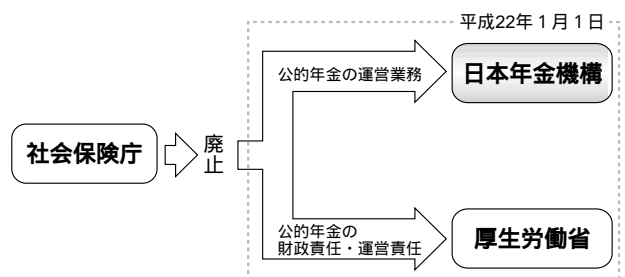 平成22年1月1日
公的年金の運営業務
日本年金機構
社会保険庁
廃止
公的年金の
財政責任・運営責任
厚生労働省